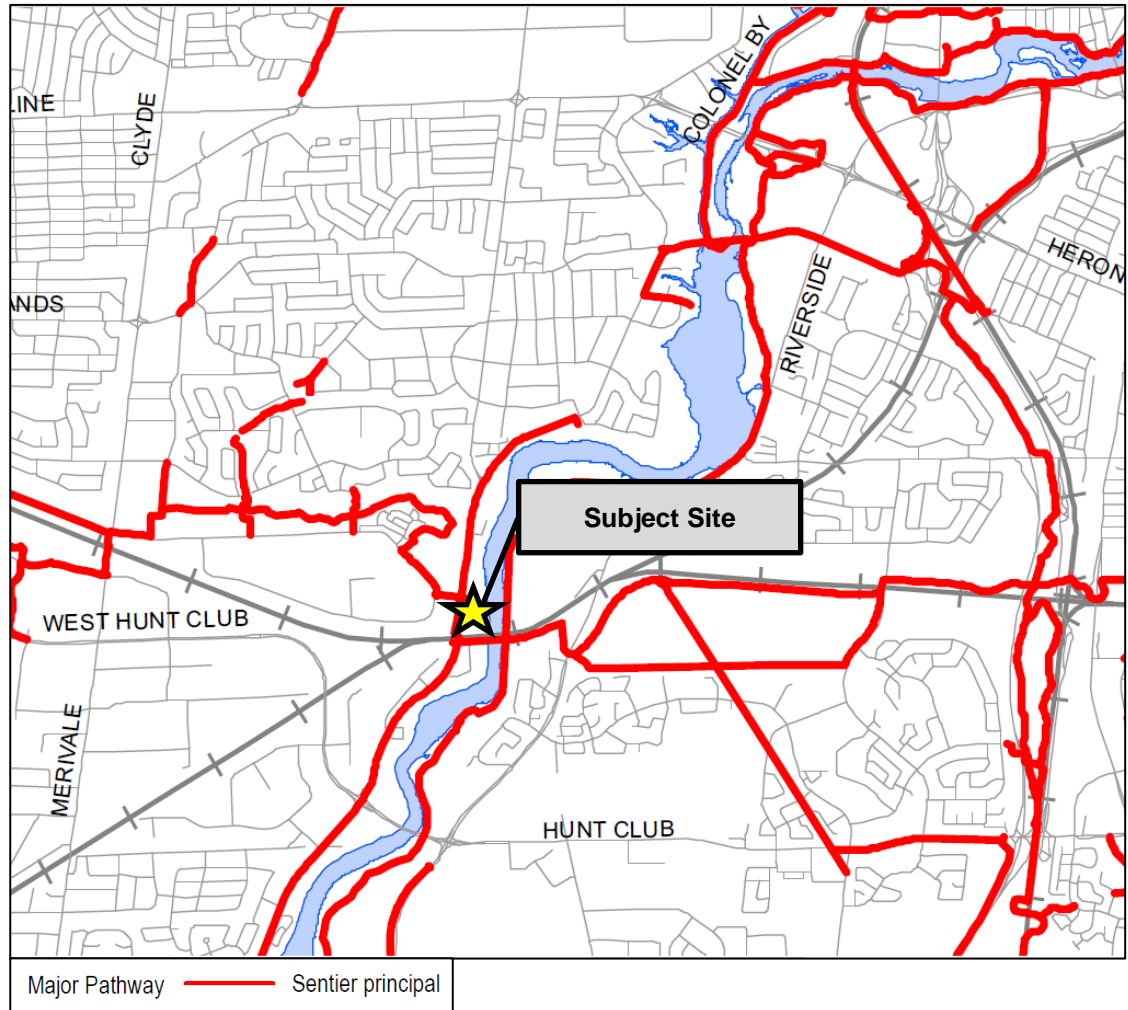 COLONEL BY
LINE
CLYDE
HERON
RIVERSIDE
ANDS
Subject Site
WEST HUNT CLUB
MERIVALE
HUNT CLUB
Major Pathway Sentier principal